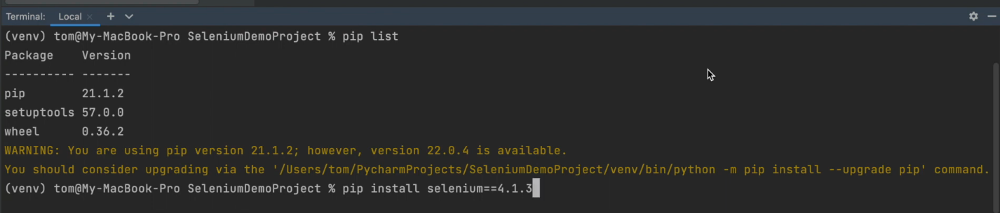 Terminal: Local × + 
(venv) tom@My-MacBook-Pro SeleniumDemoProject % pip list
Package    Version
---------- -------
pip        21.1.2
setuptools 57.0.0
wheel      0.36.2
WARNING: You are using pip version 21.1.2; however, version 22.0.4 is available.
You should consider upgrading via the '/Users/tom/PycharmProjects/SeleniumDemoProject/venv/bin/python -m pip install --upgrade pip' command.
(venv) tom@My-MacBook-Pro SeleniumDemoProject % pip install selenium==4.1.3